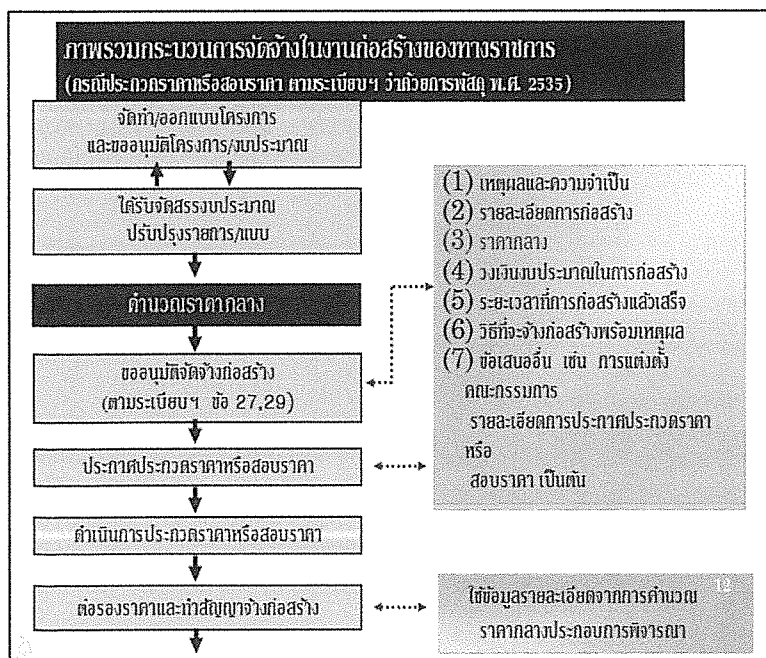 ภาพรวมกระบวนการจัดจ้างในงานก่อสร้างของทางราชการ
(กรณีประกวดราคาหรือสอบราคา ตามระเบียบฯ ว่าด้วยการพัสดุ พ.ศ. 2535)
จัดทำ/ออกแบบโครงการ
และขออนุมัติโครงการ/งบประมาณ
ได้รับจัดสรรงบประมาณ
ปรับปรุงรายการ/แบบ
คำนวณราคากลาง
ขออนุมัติจัดจ้างก่อสร้าง
(ตามระเบียบฯ ข้อ 27,29)
ประกาศประกวดราคาหรือสอบราคา
ดำเนินการประกวดราคาหรือสอบราคา
ต่อรองราคาและทำสัญญาจ้างก่อสร้าง
(1) เหตุผลและความจำเป็น
(2) รายละเอียดการก่อสร้าง
(3) ราคากลาง
(4) วงเงินงบประมาณในการก่อสร้าง
(5) ระยะเวลาที่การก่อสร้างแล้วเสร็จ
(6) วิธีที่จะจ้างก่อสร้างพร้อมเหตุผล
(7) ข้อเสนออื่น เช่น การแต่งตั้ง
คณะกรรมการ
รายละเอียดการประกาศประกวดราคา
หรือ
สอบราคา เป็นต้น
ใช้ข้อมูลรายละเอียดจากการคำนวณ
ราคากลางประกอบการพิจารณา